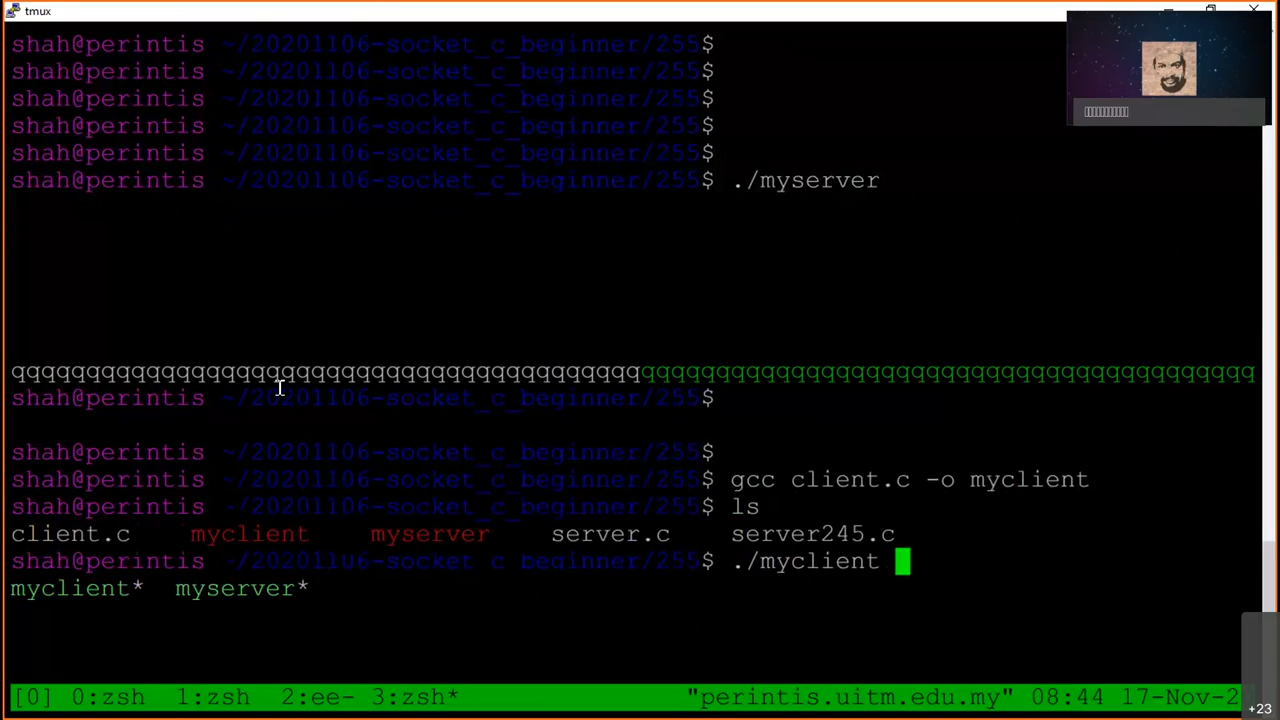 tmux
shah@perintis ~/20201106-socket_c_beginner/255$
shah@perintis ~/20201106-socket_c_beginner/255$
shah@perintis ~/20201106-socket_c_beginner/255$
shah@perintis ~/20201106-socket_c_beginner/255$
shah@perintis ~/20201106-socket_c_beginner/255$
shah@perintis ~/20201106-socket_c_beginner/255$ ./myserver
qqqqqqqqqqqqqqqqqqqqqqqqqqqqqqqqqqqqqqqqqqqqqqqqqqqqqqqqqqqqqqqqqqqqqqqqqqqqqqqqqqq
shah@perintis ~/20201106-socket_c_beginner/255$
shah@perintis ~/20201106-socket_c_beginner/255$
shah@perintis ~/20201106-socket_c_beginner/255$ gcc client.c -o myclient
shah@perintis ~/20201106-socket_c_beginner/255$ ls
client.c myclient myserver server.c server245.c
shah@perintis ~/20201106-socket_c_beginner/255$ ./myclient
myclient* myserver*
[0] 0:zsh 1:zsh 2:ee- 3:zsh* "perintis.uitm.edu.my" 08:44 17-Nov-2
+23